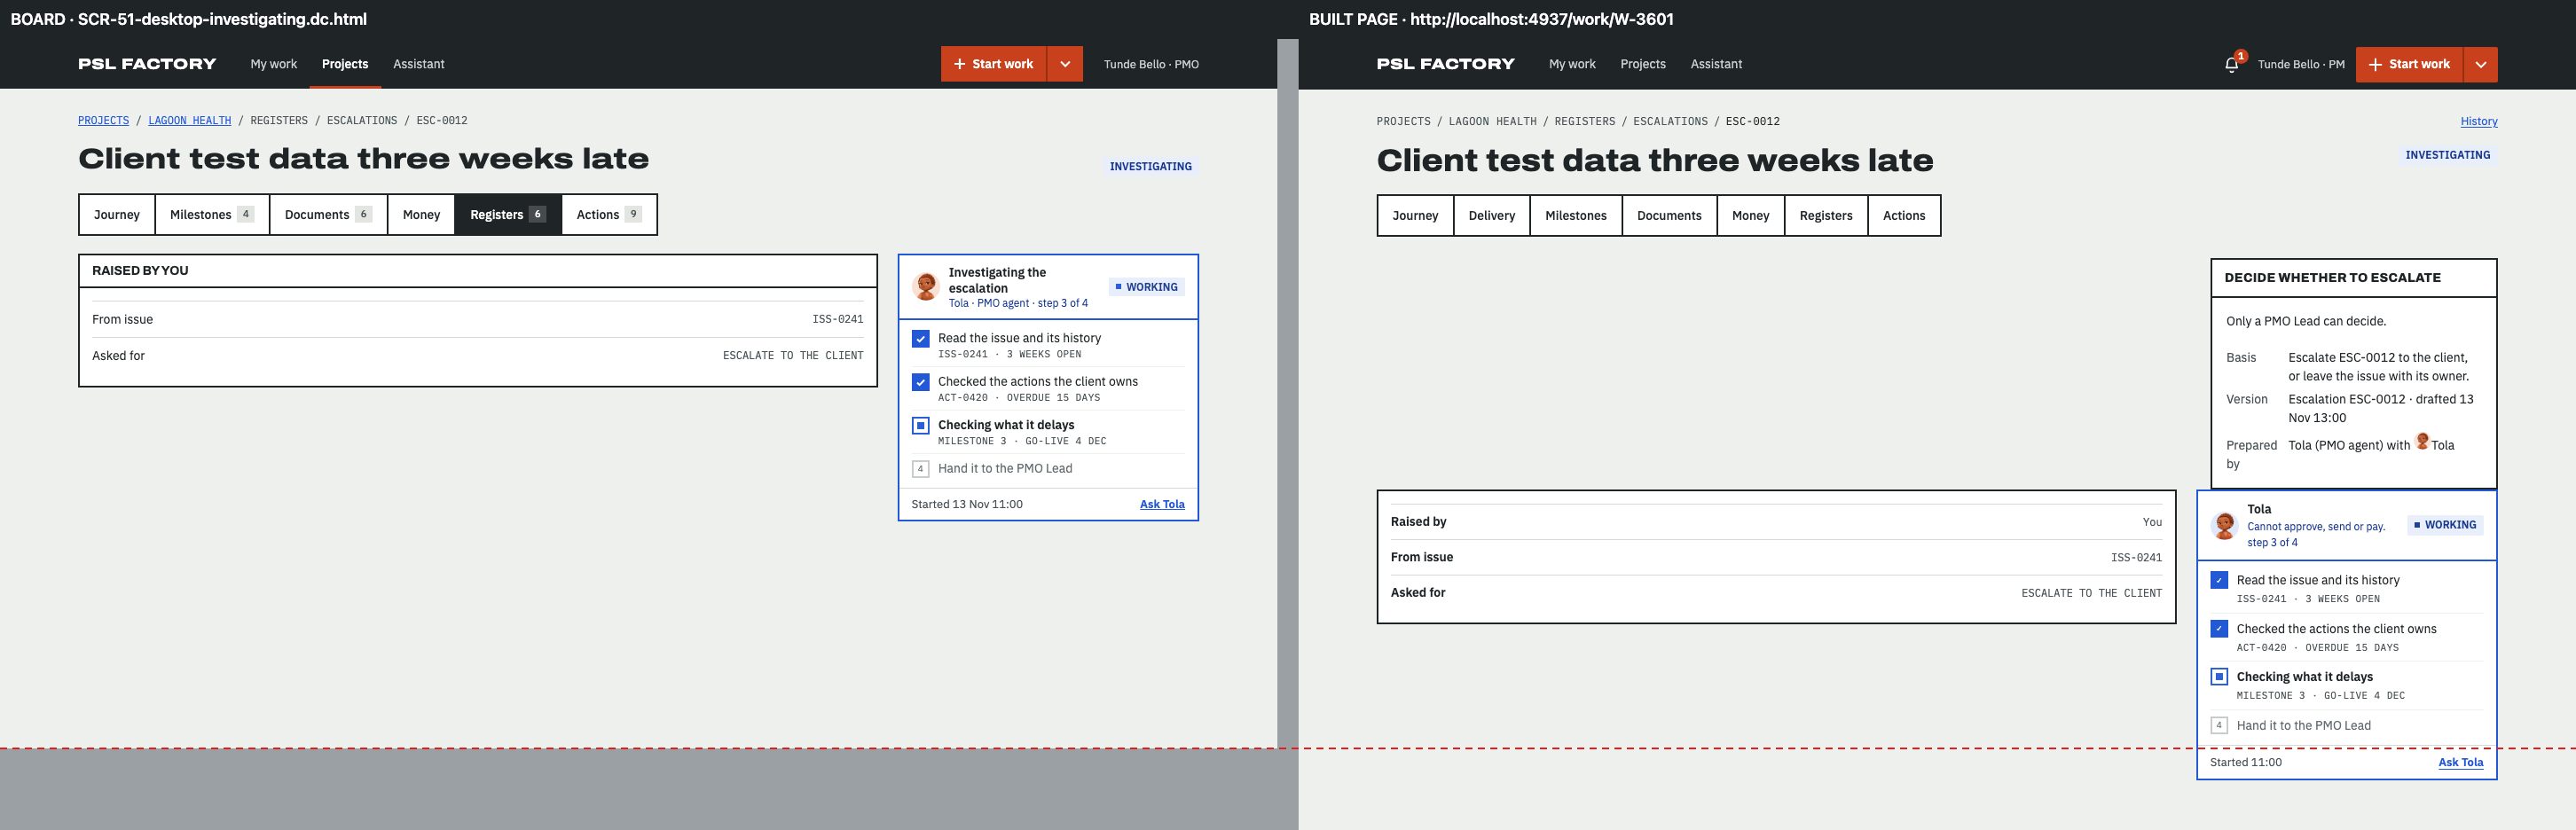 BOARD · SCR-51-desktop-investigating.dc.html
PSL FACTORY
My work
Projects
Assistant
+ Start work
Tunde Bello · PMO
PROJECTS / LAGOON HEALTH / REGISTERS / ESCALATIONS / ESC-0012
Client test data three weeks late
INVESTIGATING
Journey
Milestones 4
Documents 6
Money
Registers 6
Actions 9
RAISED BY YOU
From issue
ISS-0241
Asked for
ESCALATE TO THE CLIENT
Investigating the
escalation
Tola · PMO agent · step 3 of 4
WORKING
Read the issue and its history
ISS-0241 · 3 WEEKS OPEN
Checked the actions the client owns
ACT-0420 · OVERDUE 15 DAYS
Checking what it delays
MILESTONE 3 · GO-LIVE 4 DEC
4 Hand it to the PMO Lead
Started 13 Nov 11:00
Ask Tola
BUILT PAGE · http://localhost:4937/work/W-3601
PSL FACTORY
My work
Projects
Assistant
1
Tunde Bello · PM
+ Start work
PROJECTS / LAGOON HEALTH / REGISTERS / ESCALATIONS / ESC-0012
History
Client test data three weeks late
INVESTIGATING
Journey
Delivery
Milestones
Documents
Money
Registers
Actions
DECIDE WHETHER TO ESCALATE
Only a PMO Lead can decide.
Basis
Escalate ESC-0012 to the client,
or leave the issue with its owner.
Version
Escalation ESC-0012 · drafted 13
Nov 13:00
Prepared
by
Tola (PMO agent) with Tola
Raised by
You
From issue
ISS-0241
Asked for
ESCALATE TO THE CLIENT
Tola
Cannot approve, send or pay.
step 3 of 4
WORKING
Read the issue and its history
ISS-0241 · 3 WEEKS OPEN
Checked the actions the client owns
ACT-0420 · OVERDUE 15 DAYS
Checking what it delays
MILESTONE 3 · GO-LIVE 4 DEC
4 Hand it to the PMO Lead
Started 11:00
Ask Tola